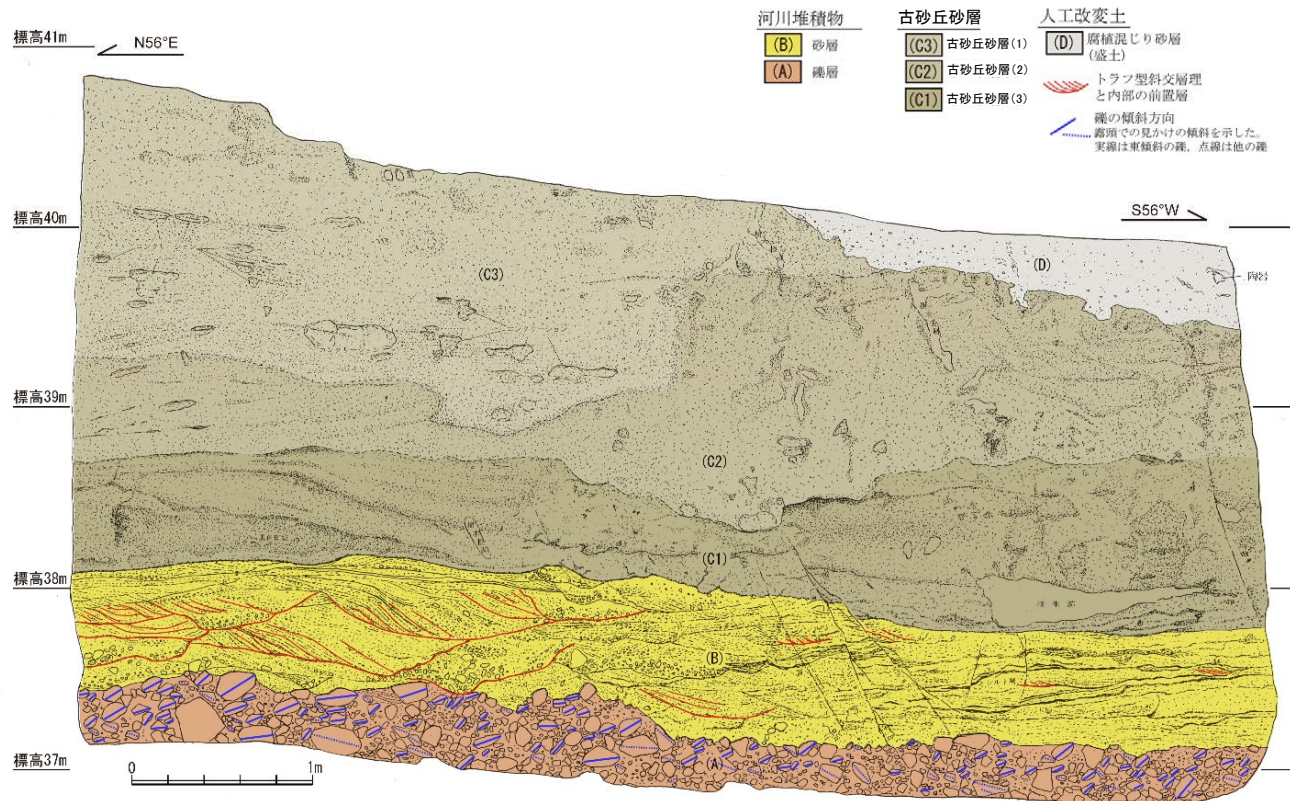 標高41m
N56°E
河川堆積物
(B) 砂層
(A) 礫層
古砂丘砂層
(C3) 古砂丘砂層(1)
(C2) 古砂丘砂層(2)
(C1) 古砂丘砂層(3)
人工改変土
(D) 腐植混じり砂層
(盛土)
トラフ型斜交層理
と内部の前置層
礫の傾斜方向
露頭での見かけの傾斜を示した。
実線は東傾斜の礫、点線は他の礫
標高40m
S56°W
(D)
陶器
(C3)
標高39m
(C2)
(C1)
標高38m
(B)
標高37m
(A)
0 1m